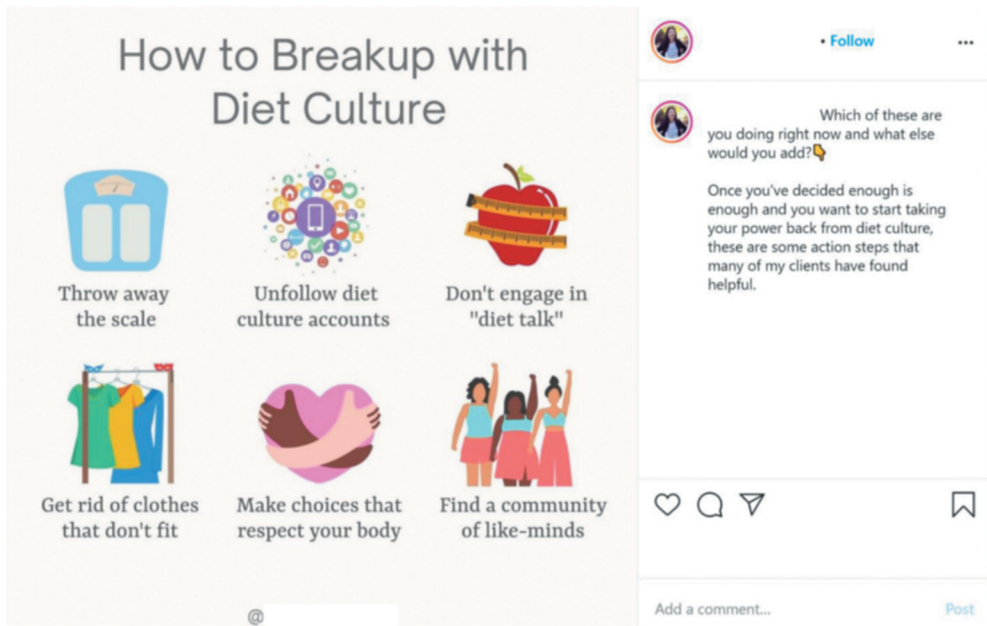 How to Breakup with
Diet Culture
Throw away
the scale
Unfollow diet
culture accounts
Don't engage in
"diet talk"
Get rid of clothes
that don't fit
Make choices that
respect your body
Find a community
of like-minds
@
• Follow
Which of these are
you doing right now and what else
would you add?👇
Once you've decided enough is
enough and you want to start taking
your power back from diet culture,
these are some action steps that
many of my clients have found
helpful.
Add a comment...
Post